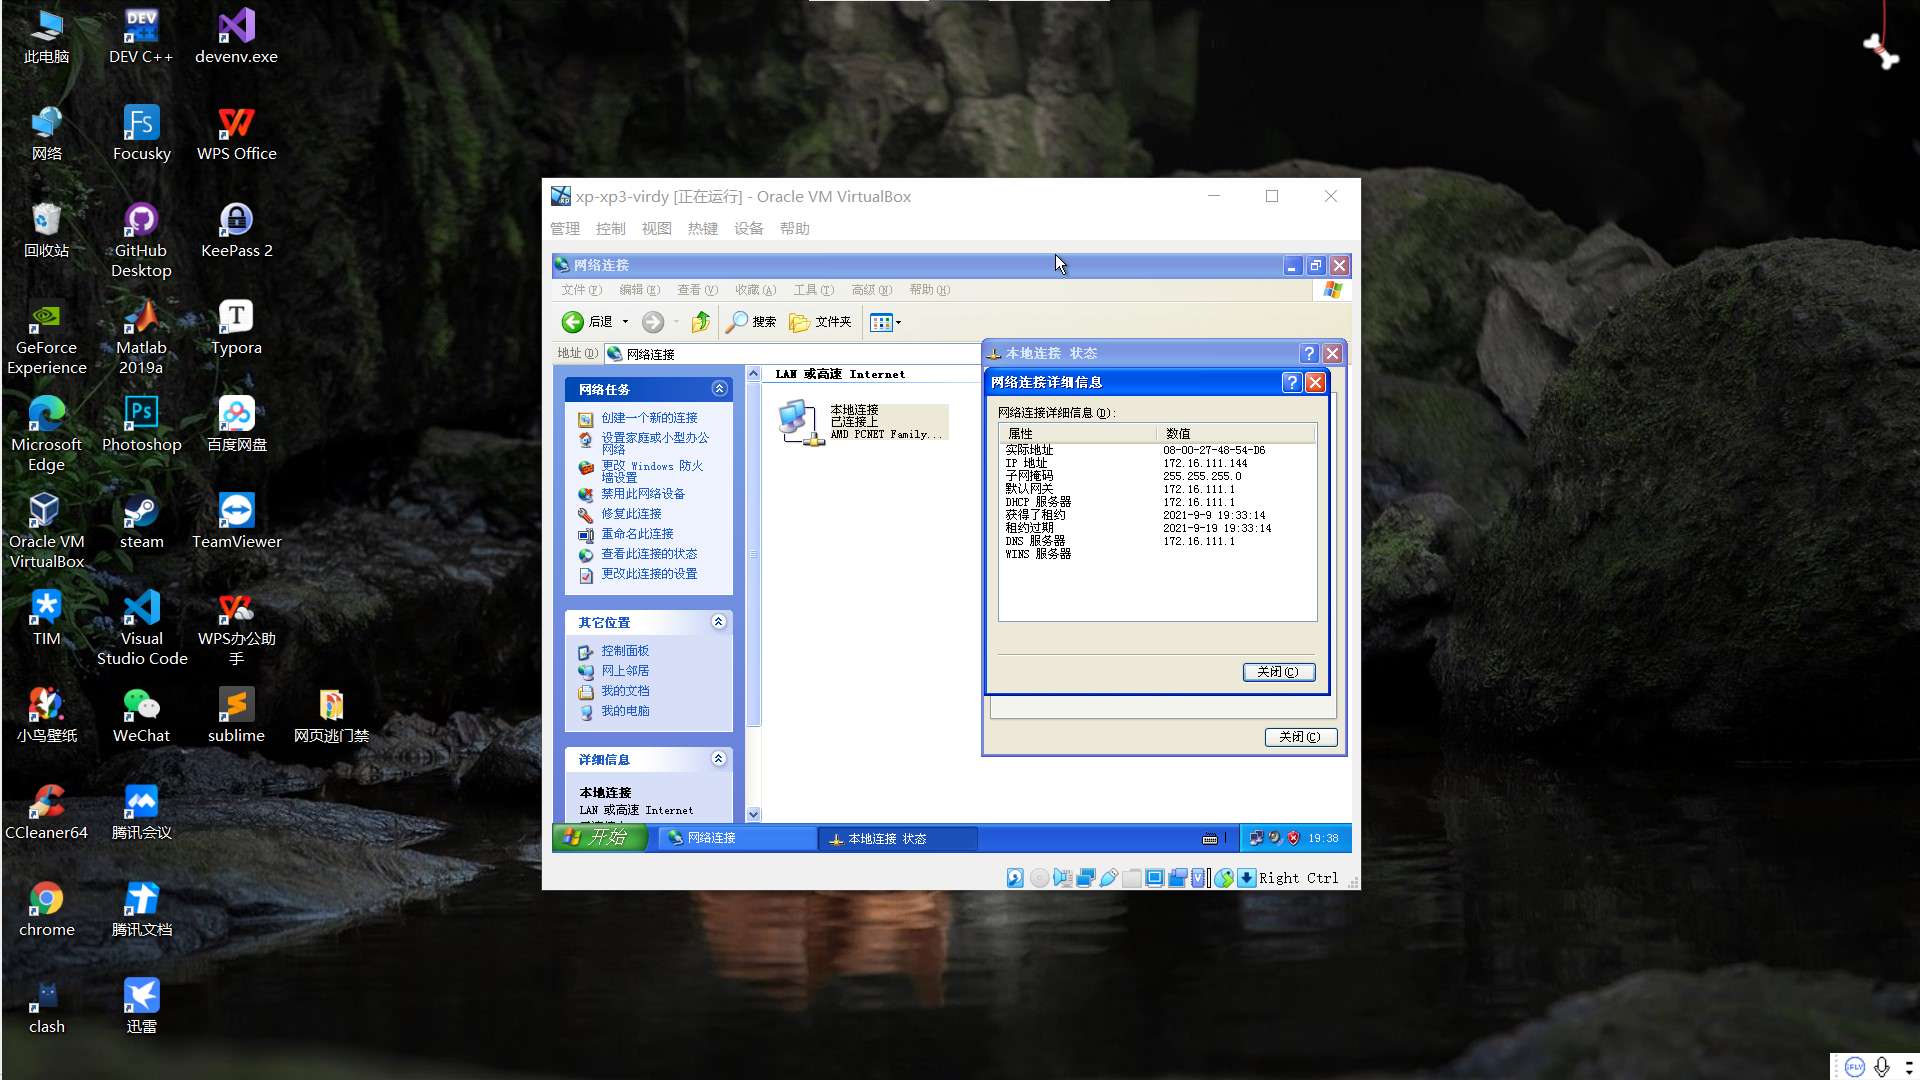 此电脑
DEV C++
devenv.exe
网络
Focusky
WPS Office
回收站
GitHub Desktop
KeePass 2
GeForce Experience
Matlab 2019a
Typora
Microsoft Edge
Photoshop
百度网盘
Oracle VM VirtualBox
steam
TeamViewer
TIM
Visual Studio Code
WPS办公助手
小鸟壁纸
WeChat
sublime
网页逃门禁
CCleaner64
腾讯会议
chrome
腾讯文档
clash
迅雷
xp-xp3-virdy [正在运行] - Oracle VM VirtualBox
管理 控制 视图 热键 设备 帮助
网络连接
文件(F) 编辑(E) 查看(V) 收藏(A) 工具(T) 高级(N) 帮助(H)
后退 搜索 文件夹
地址(D) 网络连接
网络任务
创建一个新的连接
设置家庭或小型办公
网络
更改 Windows 防火
墙设置
禁用此网络设备
修复此连接
重命名此连接
查看此连接的状态
更改此连接的设置
其它位置
控制面板
网上邻居
我的文档
我的电脑
详细信息
本地连接
LAN 或高速 Internet
LAN 或高速 Internet
本地连接
已连接上
AMD PCNET Family...
本地连接 状态
网络连接详细信息
网络连接详细信息(D):
属性 数值
实际地址 08-00-27-48-54-D6
IP 地址 172.16.111.144
子网掩码 255.255.255.0
默认网关 172.16.111.1
DHCP 服务器 172.16.111.1
获得了租约 2021-9-9 19:33:14
租约过期 2021-9-19 19:33:14
DNS 服务器 172.16.111.1
WINS 服务器
关闭(C)
关闭(C)
开始 网络连接 本地连接 状态 19:38
Right Ctrl